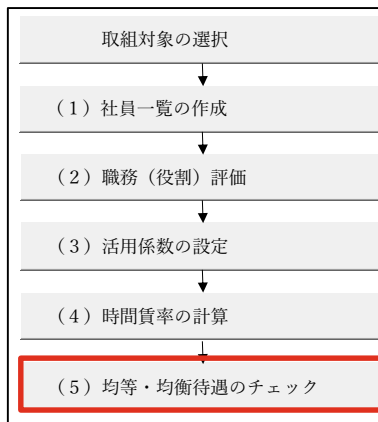 取組対象の選択
（１）社員一覧の作成
（２）職務（役割）評価
（３）活用係数の設定
（４）時間賃率の計算
（５）均等・均衡待遇のチェック